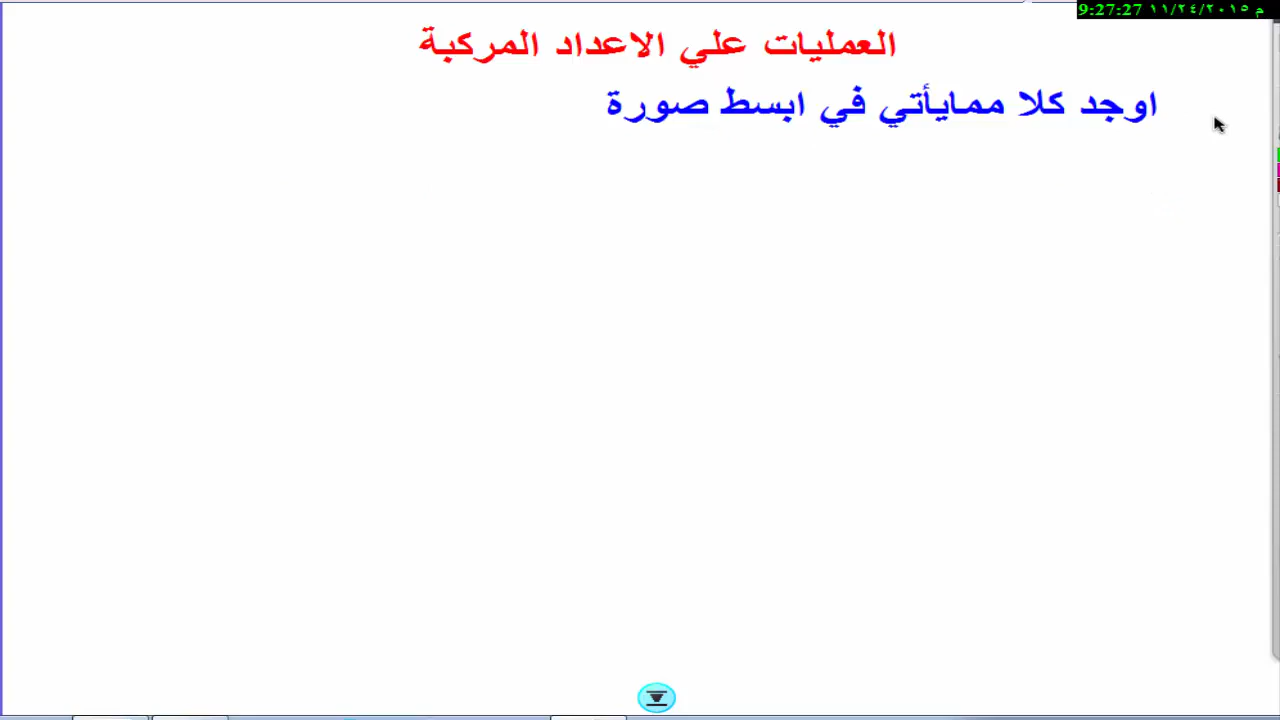 9:27:27 م ١١/٢٤/٢٠١٥
العمليات علي الاعداد المركبة
اوجد كلا ممايأتي في ابسط صورة